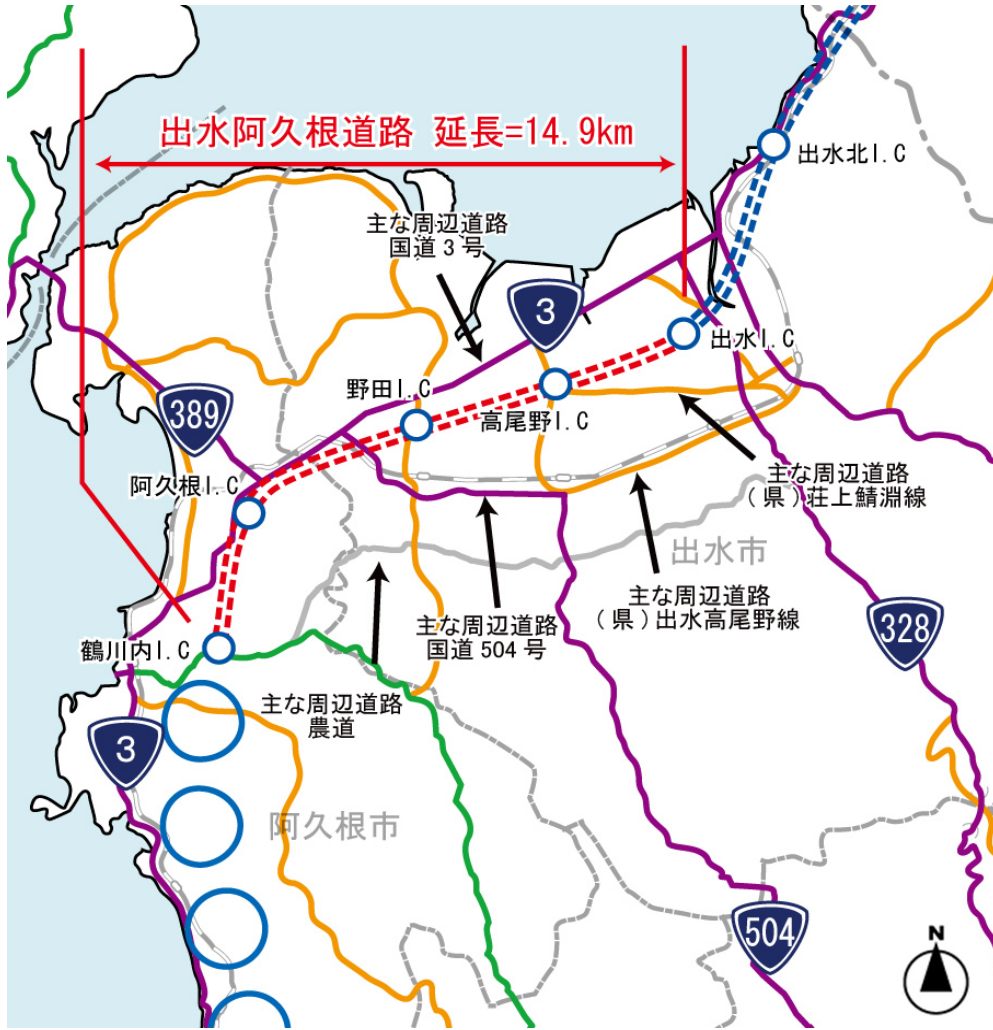 出水阿久根道路 延長=14.9km
出水北I.C
主な周辺道路
国道3号
3
出水I.C
野田I.C
高尾野I.C
389
阿久根I.C
主な周辺道路
(県)荘上鯖淵線
出水市
主な周辺道路
(県)出水高尾野線
主な周辺道路
国道504号
328
鶴川内I.C
主な周辺道路
農道
3
阿久根市
504
N